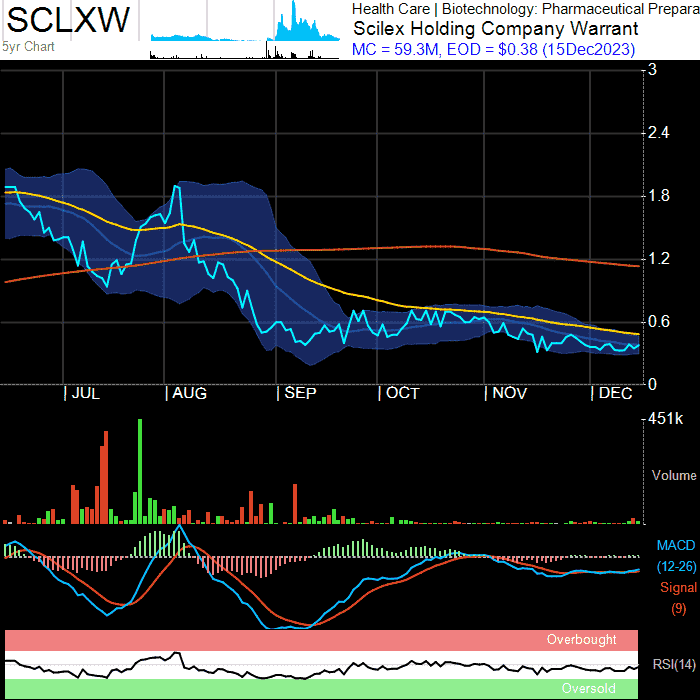 SCLXW
5yr Chart
Health Care | Biotechnology: Pharmaceutical Prepara
Scilex Holding Company Warrant
MC = 59.3M, EOD = $0.38 (15Dec2023)
3
2.4
1.8
1.2
0.6
0
JUL
AUG
SEP
OCT
NOV
DEC
451k
Volume
MACD
(12-26)
Signal
(9)
Overbought
RSI(14)
Oversold